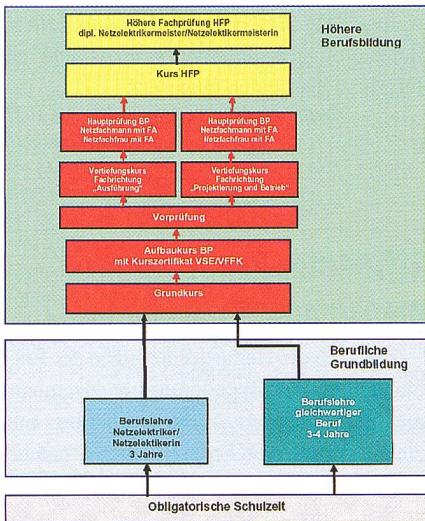 Höhere Fachprüfung HFP
dipl. Netzelektrikermeister/Netzelektikermeisterin
Höhere
Berufsbildung
Kurs HFP
Hauptprüfung BP
Netzfachmann mit FA
Netzfachfrau mit FA
Hauptprüfung BP
Netzfachmann mit FA
Netzfachfrau mit FA
Vertiefungskurs
Fachrichtung
„Ausführung“
Vertiefungskurs
Fachrichtung
„Projektierung und Betrieb“
Vorprüfung
Aufbaukurs BP
mit Kurszertifikat VSE/VFFK
Grundkurs
Berufliche
Grundbildung
Berufslehre
Netzelektriker/
Netzelektikerin
3 Jahre
Berufslehre
gleichwertiger
Beruf
3-4 Jahre
Obligatorische Schulzeit